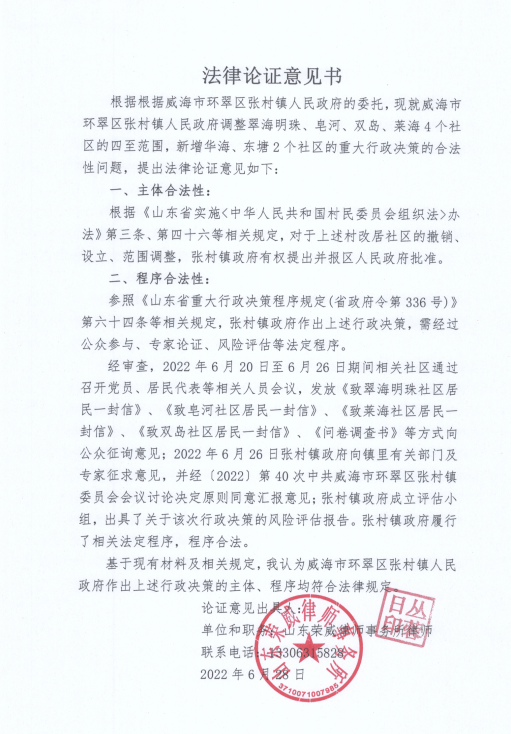 法律论证意见书
根据根据威海市环翠区张村镇人民政府的委托，现就威海市
环翠区张村镇人民政府调整翠海明珠、皂河、双岛、莱海4个社
区的四至范围，新增华海、东塘2个社区的重大行政决策的合法
性问题，提出法律论证意见如下：
一、主体合法性：
根据《山东省实施<中华人民共和国村民委员会组织法>办
法》第三条、第四十六等相关规定，对于上述村改居社区的撤销、
设立、范围调整，张村镇政府有权提出并报区人民政府批准。
二、程序合法性：
参照《山东省重大行政决策程序规定(省政府令第336号)》
第六十四条等相关规定，张村镇政府作出上述行政决策，需经过
公众参与、专家论证、风险评估等法定程序。
经审查，2022年6月20日至6月26日期间相关社区通过
召开党员、居民代表等相关人员会议，发放《致翠海明珠社区居
民一封信》、《致皂河社区居民一封信》、《致莱海社区居民一
封信》、《致双岛社区居民一封信》、《问卷调查书》等方式向
公众征询意见；2022年6月26日张村镇政府向镇里有关部门及
专家征求意见，并经〔2022〕第40次中共威海市环翠区张村镇
委员会会议讨论决定原则同意汇报意见；张村镇政府成立评估小
组，出具了关于该次行政决策的风险评估报告。张村镇政府履行
了相关法定程序，程序合法。
基于现有材料及相关规定，我认为威海市环翠区张村镇人民
政府作出上述行政决策的主体、程序均符合法律规定。
论证意见出具人：
单位和职务：山东荣威律师事务所律师
联系电话：13306315828
2022年6月28日
山东荣威律师事务所
3710071007985